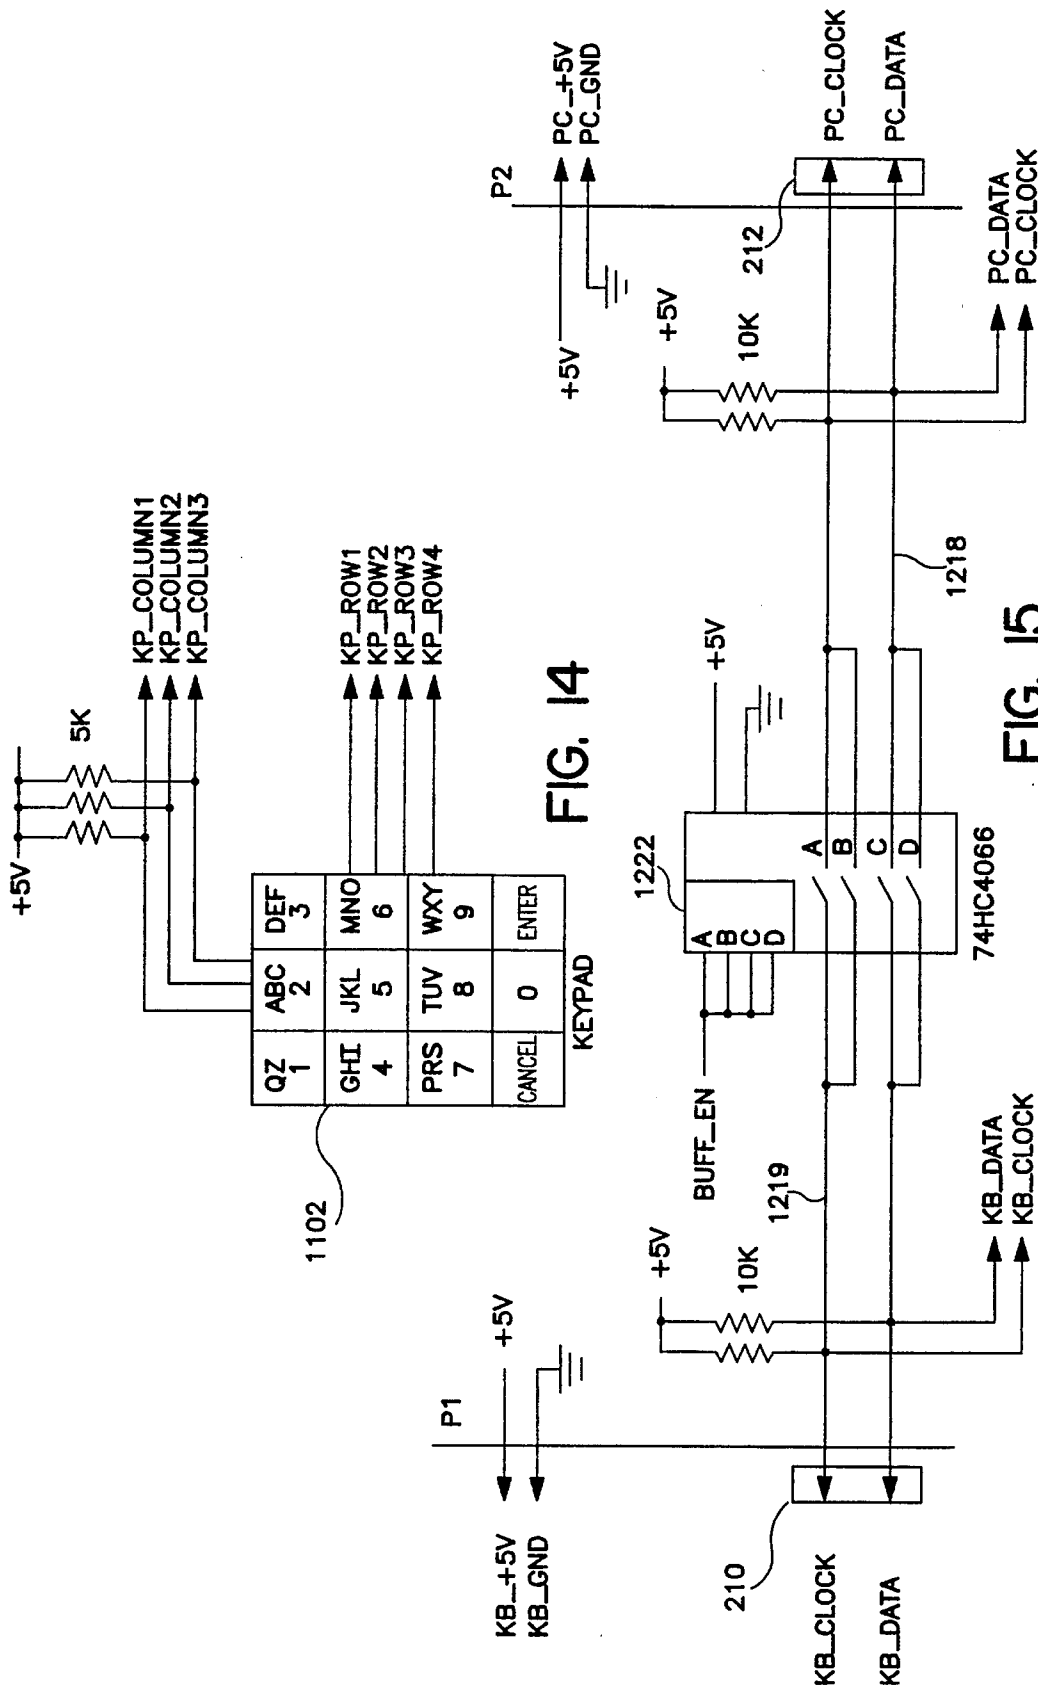 +5V
5K
KP_COLUMN1
KP_COLUMN2
KP_COLUMN3
QZ
1
ABC
2
DEF
3
GHI
4
JKL
5
MNO
6
PRS
7
TUV
8
WXY
9
CANCEL
0
ENTER
KEYPAD
1102
KP_ROW1
KP_ROW2
KP_ROW3
KP_ROW4
FIG. 14
P1
KB_+5V
KB_GND
+5V
P2
+5V
PC_+5V
PC_GND
210
KB_CLOCK
KB_DATA
+5V
10K
KB_DATA
KB_CLOCK
1219
BUFF_EN
1222
A
B
C
D
A
B
C
D
74HC4066
+5V
1218
+5V
10K
212
PC_CLOCK
PC_DATA
PC_DATA
PC_CLOCK
FIG. 15